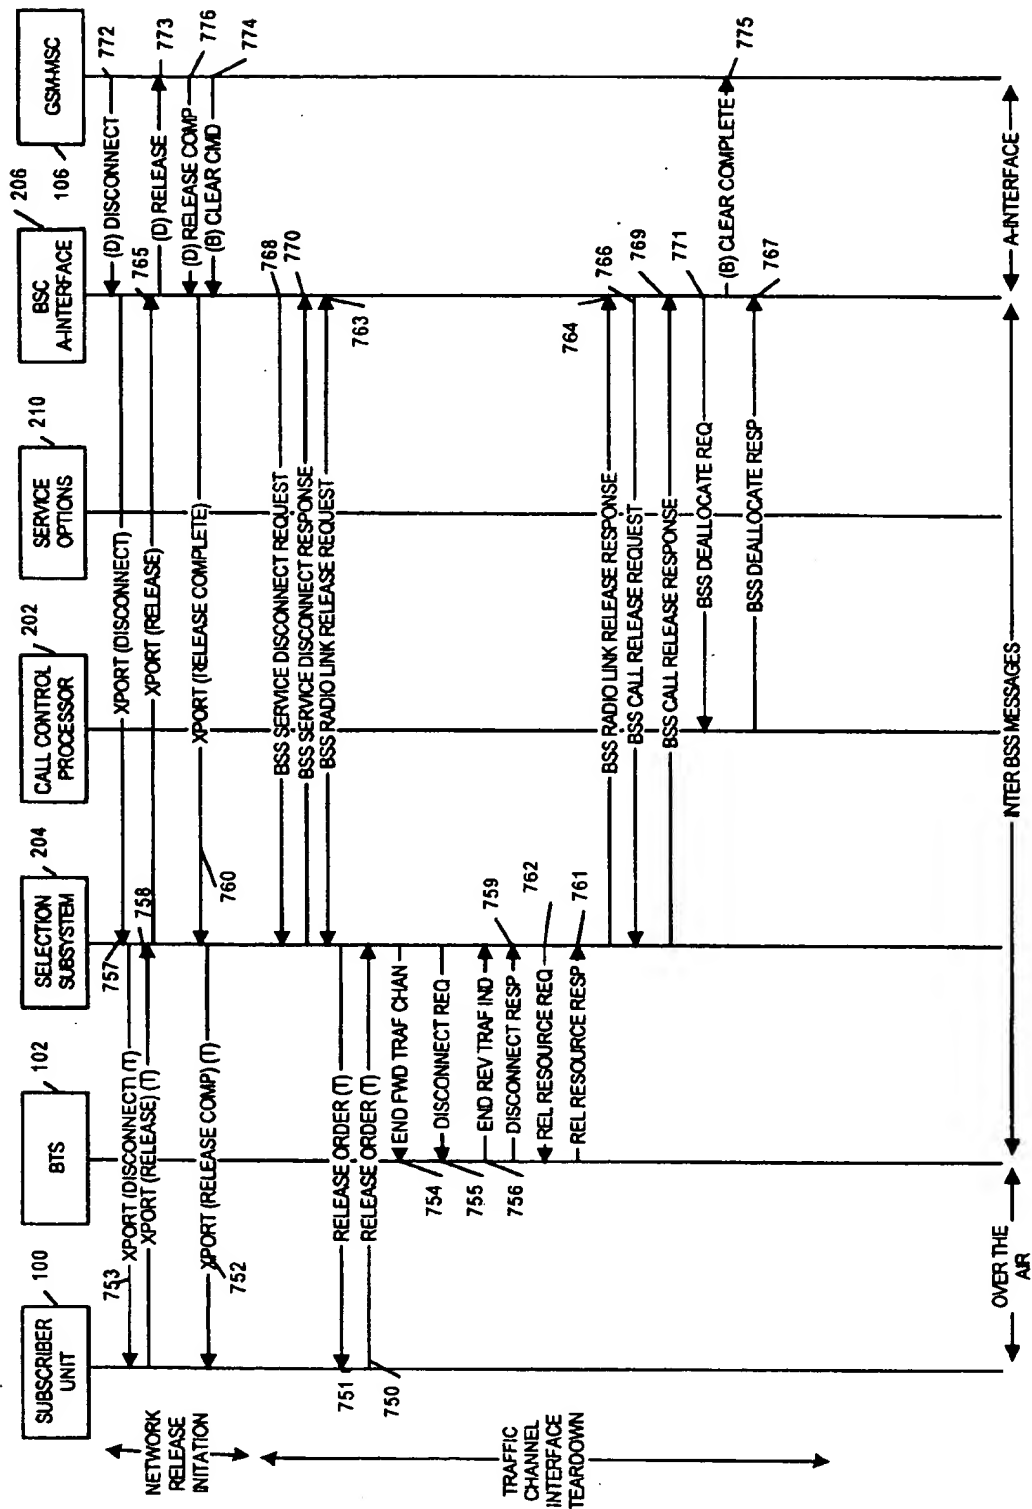 SUBSCRIBER
UNIT
100
BTS
102
SELECTION
SUBSYSTEM
204
CALL CONTROL
PROCESSOR
202
SERVICE
OPTIONS
210
BSC
A-INTERFACE
206
GSM-MSC
106
NETWORK
RELEASE
INITATION
(D) DISCONNECT
772
XPORT (DISCONNECT)
757
XPORT (DISCONNECT) (T)
753
XPORT (RELEASE) (T)
758
XPORT (RELEASE)
765
(D) RELEASE
773
(D) RELEASE COMP
776
(B) CLEAR CMD
774
XPORT (RELEASE COMPLETE)
760
XPORT (RELEASE COMP) (T)
752
TRAFFIC
CHANNEL
INTERFACE
TEARDOWN
BSS SERVICE DISCONNECT REQUEST
768
BSS SERVICE DISCONNECT RESPONSE
770
BSS RADIO LINK RELEASE REQUEST
763
RELEASE ORDER (T)
751
RELEASE ORDER (T)
750
END FWD TRAF CHAN
754
DISCONNECT REQ
755
END REV TRAF IND
756
DISCONNECT RESP
759
REL RESOURCE REQ
762
REL RESOURCE RESP
761
BSS RADIO LINK RELEASE RESPONSE
764
BSS CALL RELEASE REQUEST
766
BSS CALL RELEASE RESPONSE
769
BSS DEALLOCATE REQ
771
(B) CLEAR COMPLETE
775
BSS DEALLOCATE RESP
767
OVER THE
AIR
INTER BSS MESSAGES
A-INTERFACE